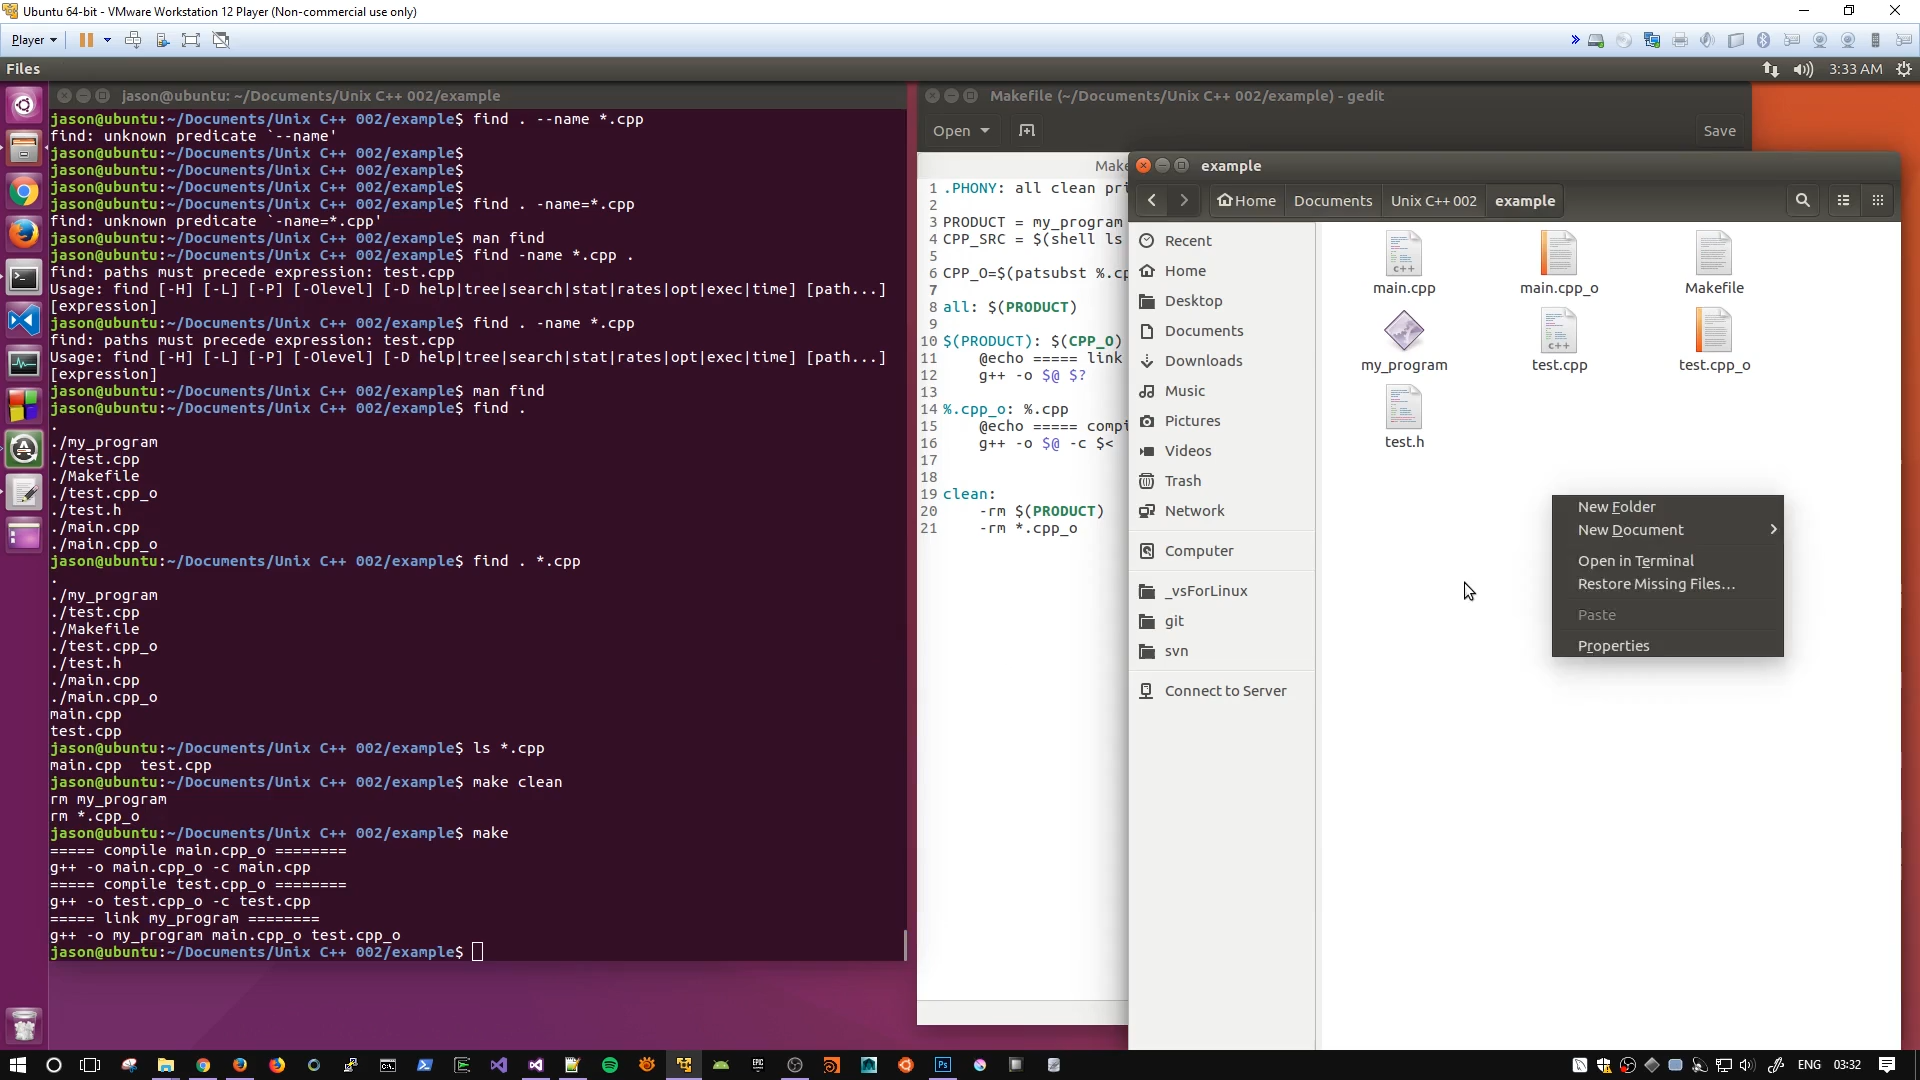 Ubuntu 64-bit - VMware Workstation 12 Player (Non-commercial use only)
Player
Files
3:33 AM
jason@ubuntu: ~/Documents/Unix C++ 002/example
jason@ubuntu:~/Documents/Unix C++ 002/example$ find . --name *.cpp
find: unknown predicate `--name'
jason@ubuntu:~/Documents/Unix C++ 002/example$
jason@ubuntu:~/Documents/Unix C++ 002/example$
jason@ubuntu:~/Documents/Unix C++ 002/example$
jason@ubuntu:~/Documents/Unix C++ 002/example$ find . -name=*.cpp
find: unknown predicate `-name=*.cpp'
jason@ubuntu:~/Documents/Unix C++ 002/example$ man find
jason@ubuntu:~/Documents/Unix C++ 002/example$ find -name *.cpp .
find: paths must precede expression: test.cpp
Usage: find [-H] [-L] [-P] [-Olevel] [-D help|tree|search|stat|rates|opt|exec|time] [path...]
[expression]
jason@ubuntu:~/Documents/Unix C++ 002/example$ find . -name *.cpp
find: paths must precede expression: test.cpp
Usage: find [-H] [-L] [-P] [-Olevel] [-D help|tree|search|stat|rates|opt|exec|time] [path...]
[expression]
jason@ubuntu:~/Documents/Unix C++ 002/example$ man find
jason@ubuntu:~/Documents/Unix C++ 002/example$ find .
.
./my_program
./test.cpp
./Makefile
./test.cpp_o
./test.h
./main.cpp
./main.cpp_o
jason@ubuntu:~/Documents/Unix C++ 002/example$ find . *.cpp
.
./my_program
./test.cpp
./Makefile
./test.cpp_o
./test.h
./main.cpp
./main.cpp_o
main.cpp
test.cpp
jason@ubuntu:~/Documents/Unix C++ 002/example$ ls *.cpp
main.cpp  test.cpp
jason@ubuntu:~/Documents/Unix C++ 002/example$ make clean
rm my_program
rm *.cpp_o
jason@ubuntu:~/Documents/Unix C++ 002/example$ make
===== compile main.cpp_o ========
g++ -o main.cpp_o -c main.cpp
===== compile test.cpp_o ========
g++ -o test.cpp_o -c test.cpp
===== link my_program ========
g++ -o my_program main.cpp_o test.cpp_o
jason@ubuntu:~/Documents/Unix C++ 002/example$
Makefile (~/Documents/Unix C++ 002/example) - gedit
Open
Save
Make
1 .PHONY: all clean pri
2
3 PRODUCT = my_program
4 CPP_SRC = $(shell ls
5
6 CPP_O=$(patsubst %.cp
7
8 all: $(PRODUCT)
9
10 $(PRODUCT): $(CPP_O)
11     @echo ===== link
12     g++ -o $@ $?
13
14 %.cpp_o: %.cpp
15     @echo ===== compi
16     g++ -o $@ -c $<
17
18
19 clean:
20     -rm $(PRODUCT)
21     -rm *.cpp_o
example
Home Documents Unix C++ 002 example
Recent
Home
Desktop
Documents
Downloads
Music
Pictures
Videos
Trash
Network
Computer
_vsForLinux
git
svn
Connect to Server
main.cpp main.cpp_o Makefile
my_program test.cpp test.cpp_o
test.h
New Folder
New Document
Open in Terminal
Restore Missing Files...
Paste
Properties
ENG 03:32